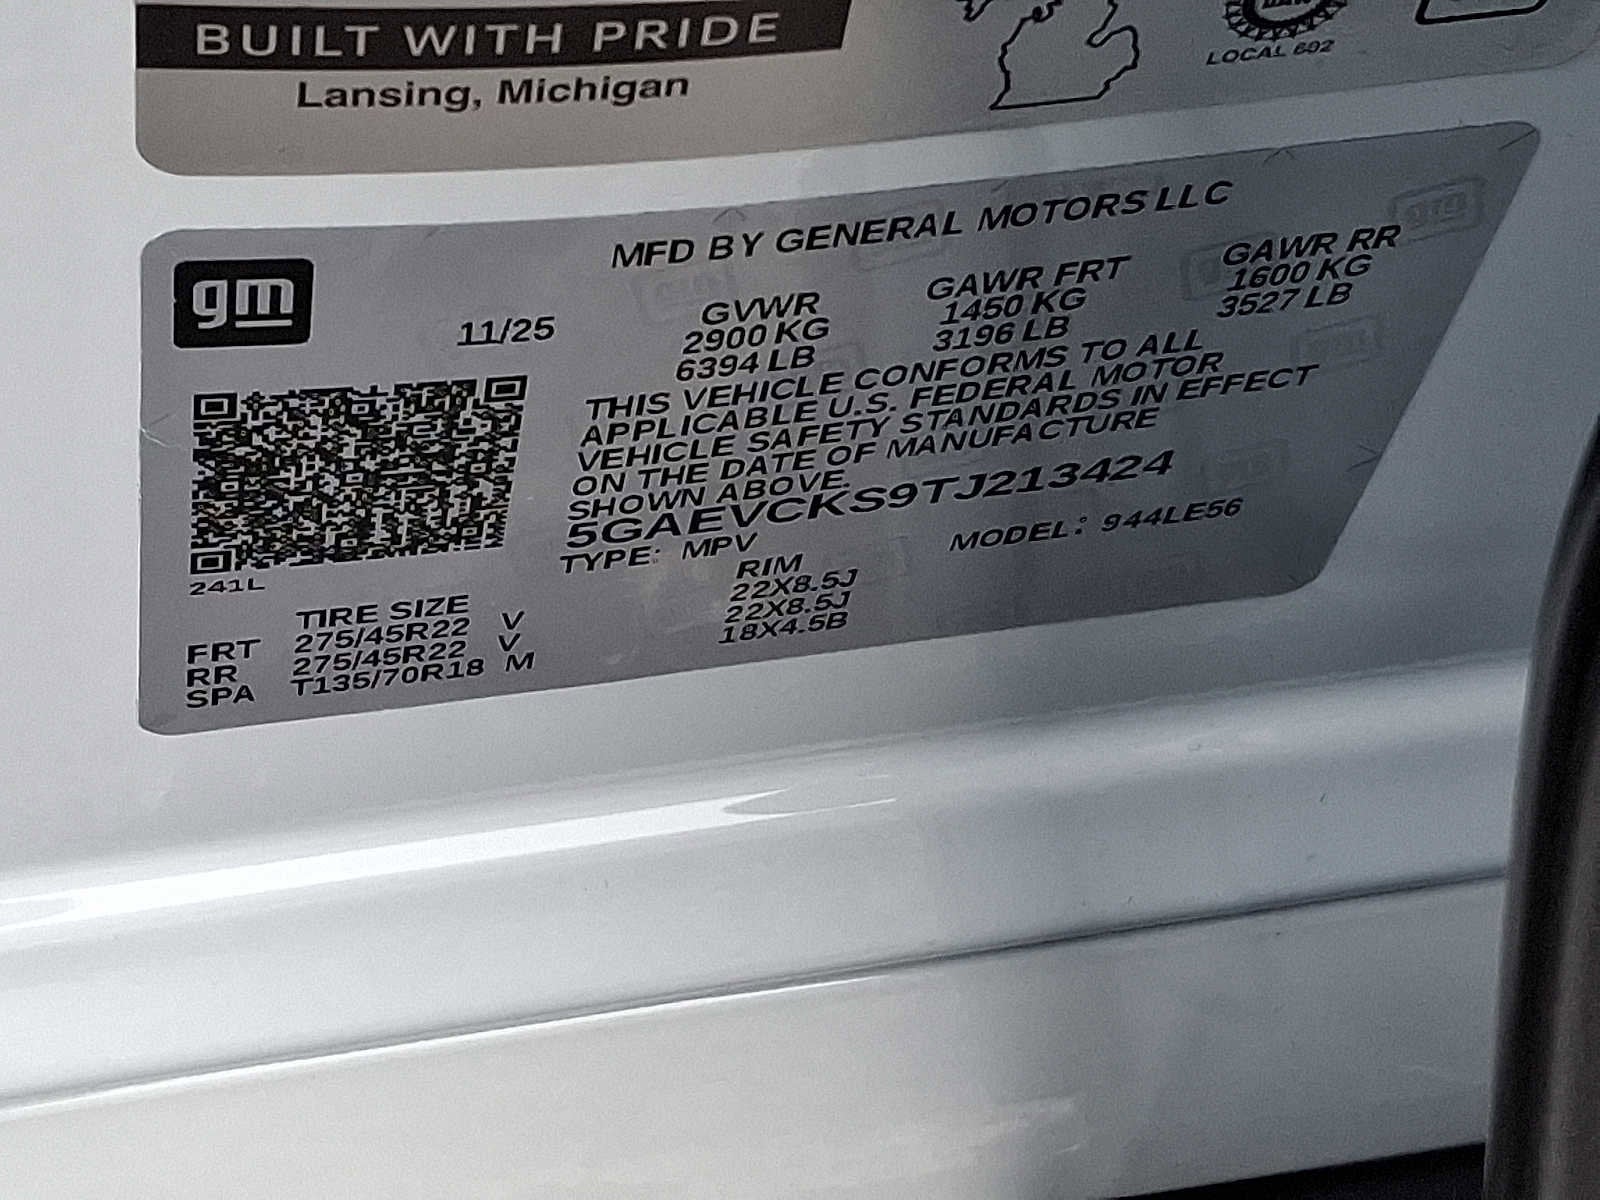 BUILT WITH PRIDE
Lansing, Michigan
LOCAL 602
gm
MFD BY GENERAL MOTORS LLC
11/25
GVWR GAWR FRT GAWR RR
2900 KG 1450 KG 1600 KG
6394 LB 3196 LB 3527 LB
THIS VEHICLE CONFORMS TO ALL
APPLICABLE U.S. FEDERAL MOTOR
VEHICLE SAFETY STANDARDS IN EFFECT
ON THE DATE OF MANUFACTURE
SHOWN ABOVE.
5GAEVCKS9TJ213424
TYPE: MPV MODEL: 944LE56
241L
TIRE SIZE RIM
FRT 275/45R22 V 22X8.5J
RR 275/45R22 V 22X8.5J
SPA T135/70R18 M 18X4.5B